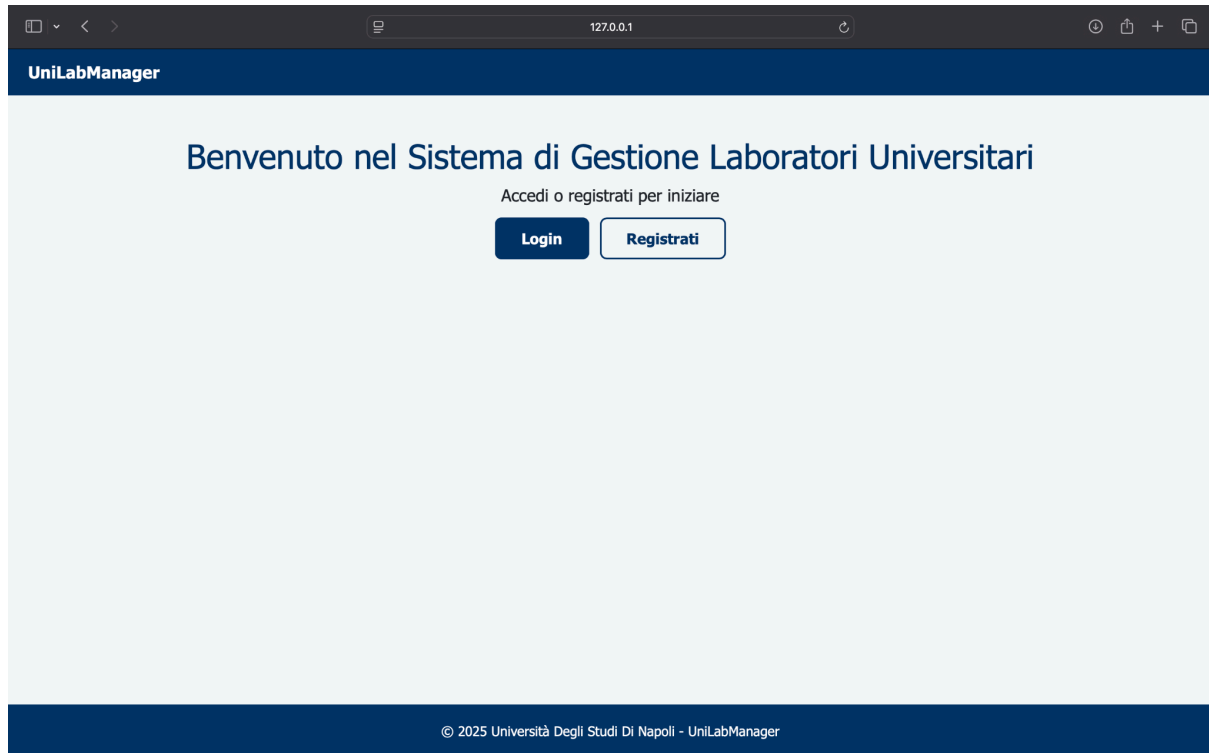 127.0.0.1
UniLabManager
Benvenuto nel Sistema di Gestione Laboratori Universitari
Accedi o registrati per iniziare
Login Registrati
© 2025 Università Degli Studi Di Napoli - UniLabManager